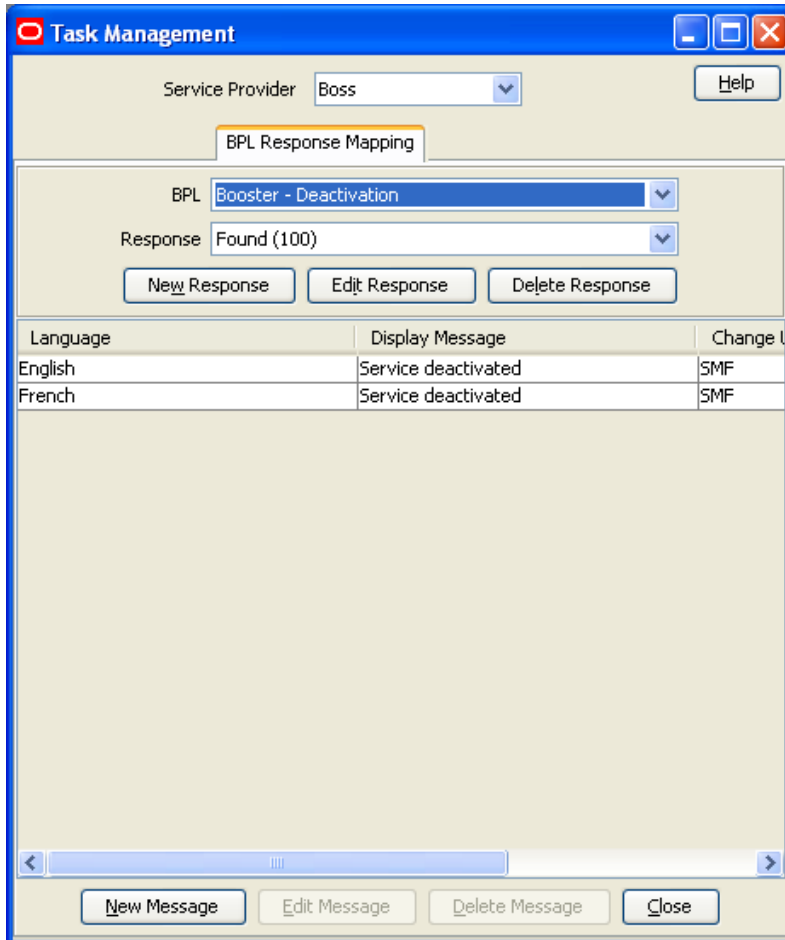 Task Management
Service Provider Boss Help
BPL Response Mapping
BPL Booster - Deactivation
Response Found (100)
New Response Edit Response Delete Response
Language Display Message Change
English Service deactivated SMF
French Service deactivated SMF
New Message Edit Message Delete Message Close